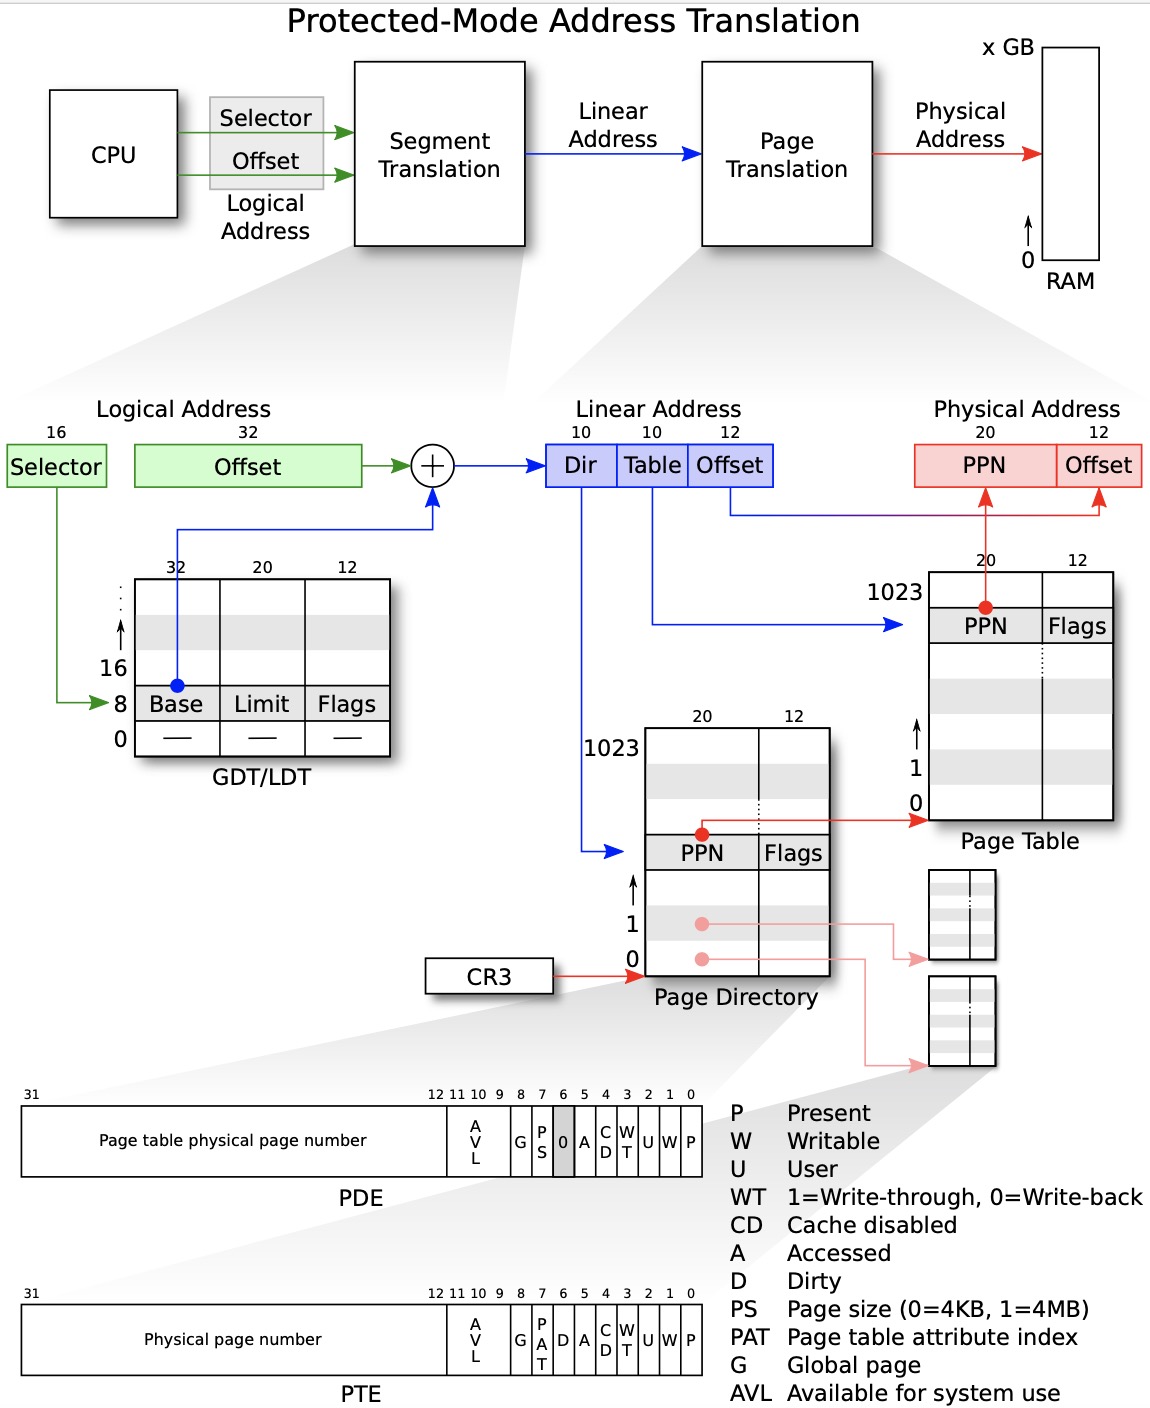 Protected-Mode Address Translation
x GB
CPU
Selector
Offset
Logical
Address
Segment
Translation
Linear
Address
Page
Translation
Physical
Address
0
RAM
Logical Address
16
32
Selector
Offset
+
Linear Address
10
10
12
Dir
Table
Offset
Physical Address
20
12
PPN
Offset
32
20
12
16
8
Base
Limit
Flags
0
—
—
—
GDT/LDT
20
12
1023
PPN
Flags
1
0
Page Table
20
12
1023
PPN
Flags
1
0
CR3
Page Directory
31 12 11 10 9 8 7 6 5 4 3 2 1 0
Page table physical page number
AVL
G
PS
0
A
CD
WT
U
W
P
PDE
31 12 11 10 9 8 7 6 5 4 3 2 1 0
Physical page number
AVL
G
PAT
D
A
CD
WT
U
W
P
PTE
P Present
W Writable
U User
WT 1=Write-through, 0=Write-back
CD Cache disabled
A Accessed
D Dirty
PS Page size (0=4KB, 1=4MB)
PAT Page table attribute index
G Global page
AVL Available for system use